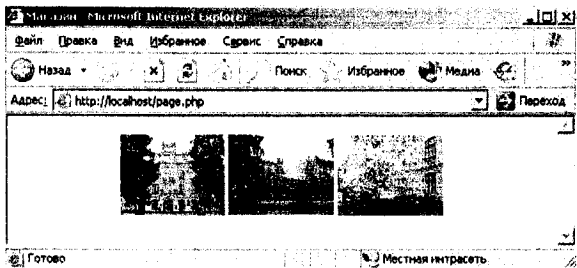 Магазин - Microsoft Internet Explorer
Файл Правка Вид Избранное Сервис Справка
Назад Поиск Избранное Медиа »
Адрес: http://localhost/page.php Переход
Готово Местная интрасеть